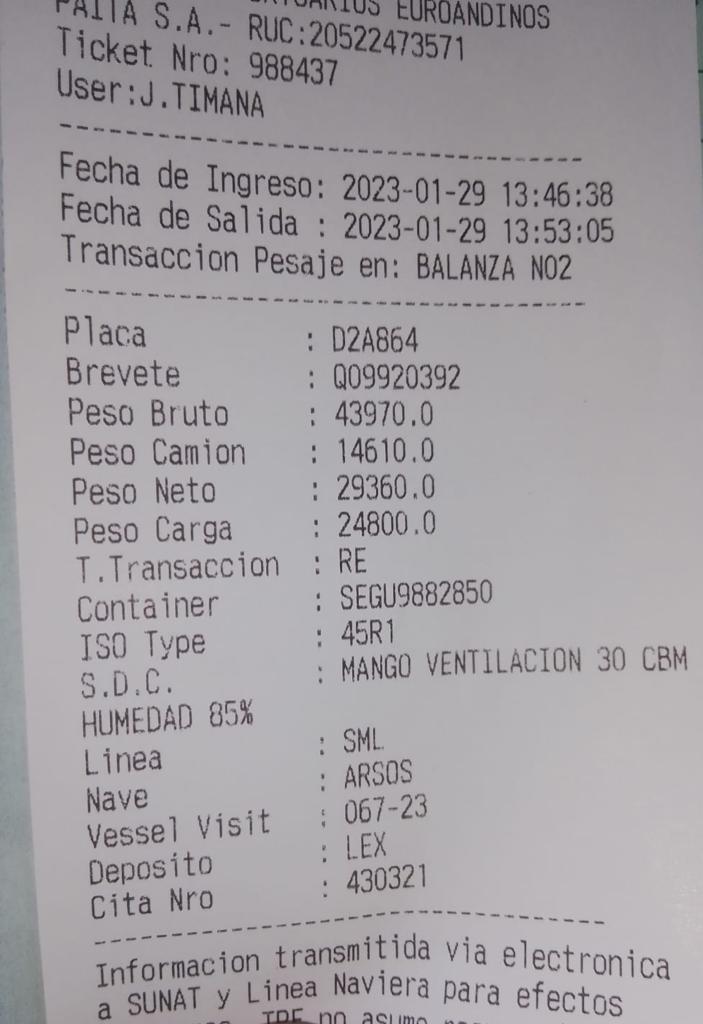 EUROANDINOS
PAITA S.A.- RUC:20522473571
Ticket Nro: 988437
User:J.TIMANA
Fecha de Ingreso: 2023-01-29 13:46:38
Fecha de Salida : 2023-01-29 13:53:05
Transaccion Pesaje en: BALANZA NO2
Placa : D2A864
Brevete : Q09920392
Peso Bruto : 43970.0
Peso Camion : 14610.0
Peso Neto : 29360.0
Peso Carga : 24800.0
T.Transaccion : RE
Container : SEGU9882850
ISO Type : 45R1
S.D.C. : MANGO VENTILACION 30 CBM
HUMEDAD 85%
Linea : SML
Nave : ARSOS
Vessel Visit : 067-23
Deposito : LEX
Cita Nro : 430321
Informacion transmitida via electronica
a SUNAT y Linea Naviera para efectos
no asume